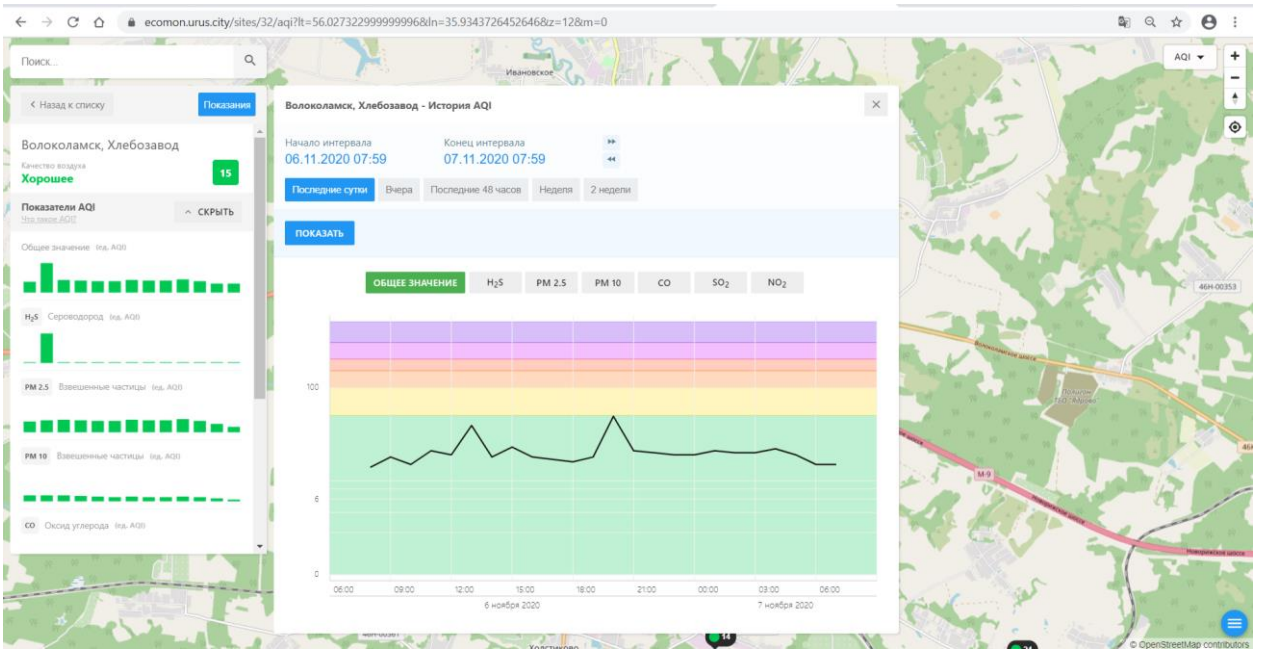 ecomon.urus.city/sites/32/aqi?lt=56.027322999999996&ln=35.93437264526468&z=12&m=0
Поиск...
AQI
Ивановское
< Назад к списку
Показания
Волоколамск, Хлебозавод
Качество воздуха
Хорошее
15
Показатели AQI
Что такое AQI?
СКРЫТЬ
Общее значение (ед. AQI)
H₂S Сероводород (ед. AQI)
PM 2.5 Взвешенные частицы (ед. AQI)
PM 10 Взвешенные частицы (ед. AQI)
CO Оксид углерода (ед. AQI)
Волоколамск, Хлебозавод - История AQI
Начало интервала
Конец интервала
06.11.2020 07:59
07.11.2020 07:59
Последние сутки
Вчера
Последние 48 часов
Неделя
2 недели
ПОКАЗАТЬ
ОБЩЕЕ ЗНАЧЕНИЕ
H₂S
PM 2.5
PM 10
CO
SO₂
NO₂
100
6
0
06:00 09:00 12:00 15:00 18:00 21:00 00:00 03:00 06:00
6 ноября 2020
7 ноября 2020
46Н-00353
Волоколамское шоссе
Полигон
М-9
Новорижское шоссе
Новорижское шоссе
Холстиково
14
© OpenStreetMap contributors